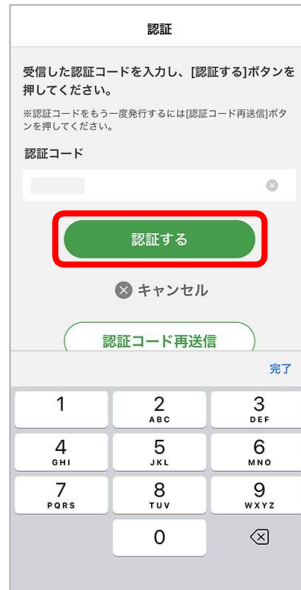 認証
受信した認証コードを入力し、[認証する]ボタンを
押してください。
※認証コードをもう一度発行するには[認証コード再送信]ボタ
ンを押してください。
認証コード
認証する
キャンセル
認証コード再送信
完了
1 2 3
ABC DEF
4 5 6
GHI JKL MNO
7 8 9
PQRS TUV WXYZ
0